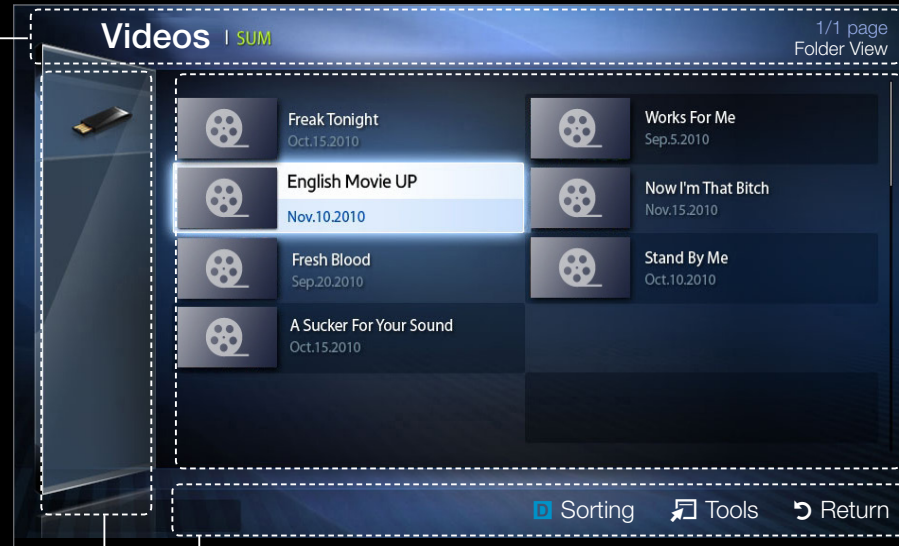 Videos | SUM
1/1 page
Folder View
Freak Tonight
Oct.15.2010
Works For Me
Sep.5.2010
English Movie UP
Nov.10.2010
Now I'm That Bitch
Nov.15.2010
Fresh Blood
Sep.20.2010
Stand By Me
Oct.10.2010
A Sucker For Your Sound
Oct.15.2010
D Sorting Tools Return